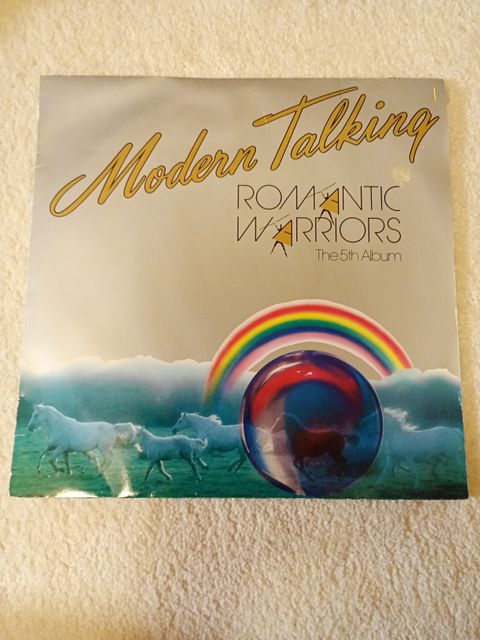 Modern Talking
ROMANTIC
WARRIORS
The 5th Album